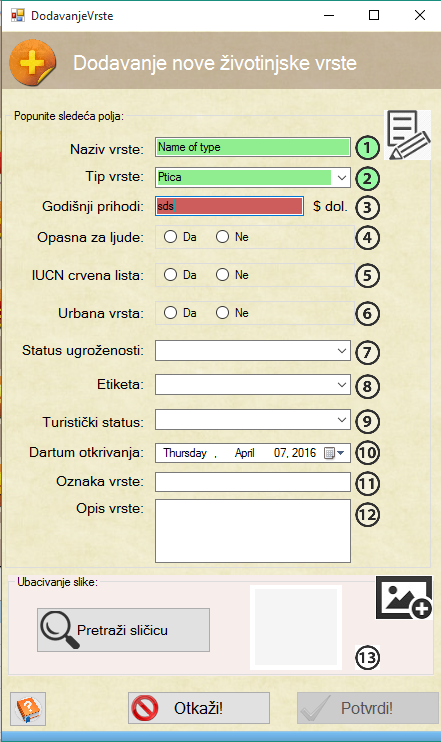 DodavanjeVrste
Dodavanje nove životinjske vrste
Popunite sledeća polja:
Naziv vrste: Name of type 1
Tip vrste: Ptica 2
Godišnji prihodi: sds $ dol. 3
Opasna za ljude: Da Ne 4
IUCN crvena lista: Da Ne 5
Urbana vrsta: Da Ne 6
Status ugroženosti: 7
Etiketa: 8
Turistički status: 9
Dartum otkrivanja: Thursday , April 07, 2016 10
Oznaka vrste: 11
Opis vrste: 12
Ubacivanje slike:
Pretraži sličicu
13
Otkaži! Potvrdi!